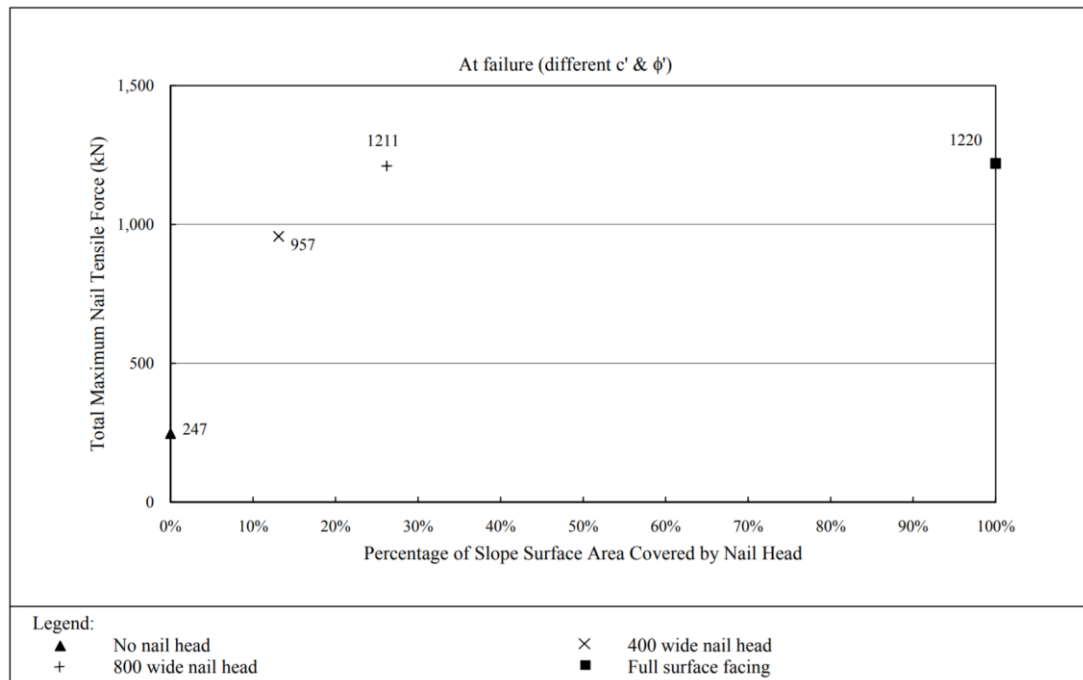 At failure (different c' & ϕ')
Total Maximum Nail Tensile Force (kN)
1,500
1,000
500
0
1211
1220
957
247
0% 10% 20% 30% 40% 50% 60% 70% 80% 90% 100%
Percentage of Slope Surface Area Covered by Nail Head
Legend:
No nail head
400 wide nail head
800 wide nail head
Full surface facing